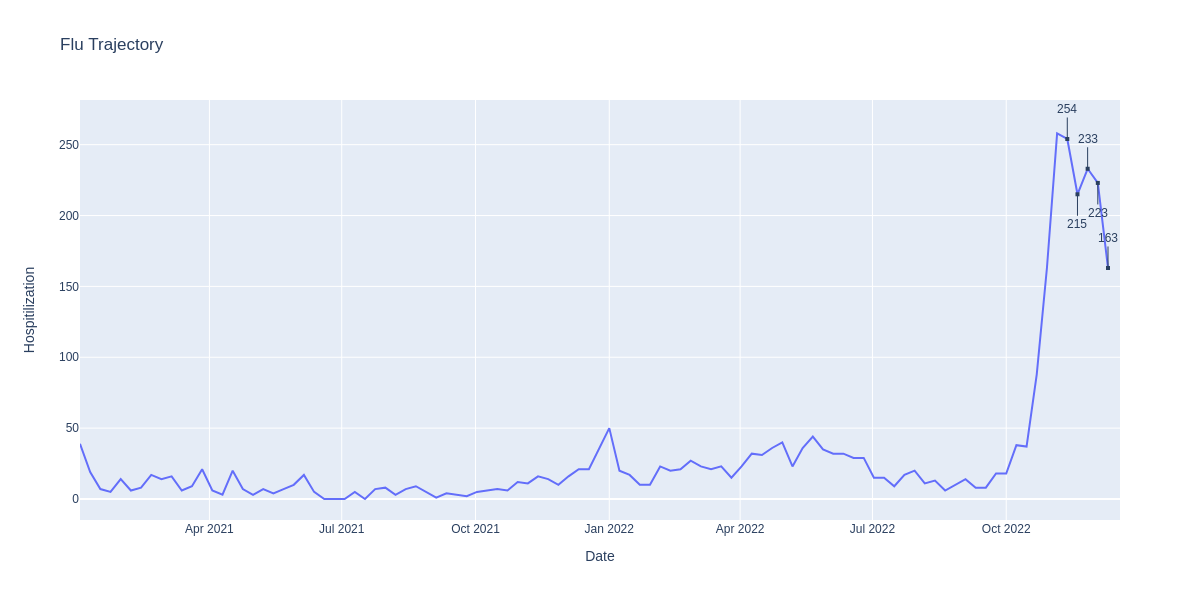 Flu Trajectory
Hospitilization
250
200
150
100
50
0
254
233
215
223
163
Apr 2021
Jul 2021
Oct 2021
Jan 2022
Apr 2022
Jul 2022
Oct 2022
Date